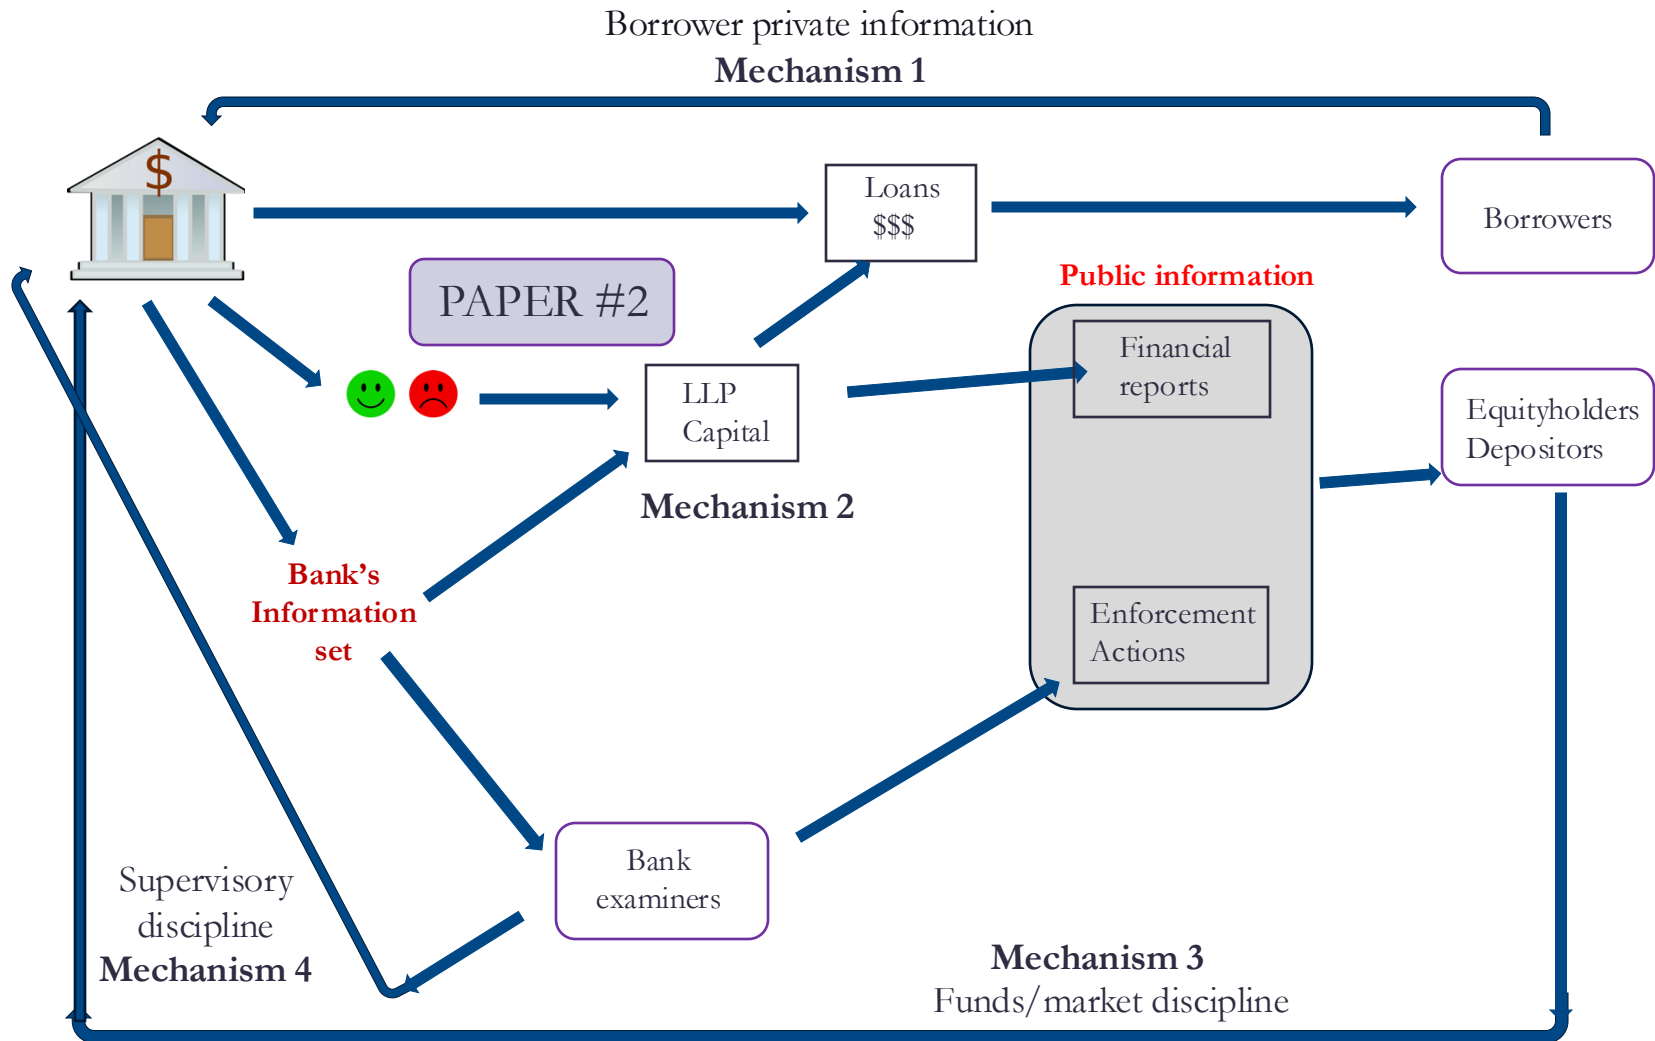 Borrower private information
Mechanism 1
$
Loans
$$$
Borrowers
Public information
PAPER #2
Financial
reports
LLP
Capital
Equityholders
Depositors
Mechanism 2
Bank's
Information
set
Enforcement
Actions
Bank
examiners
Supervisory
discipline
Mechanism 4
Mechanism 3
Funds/market discipline